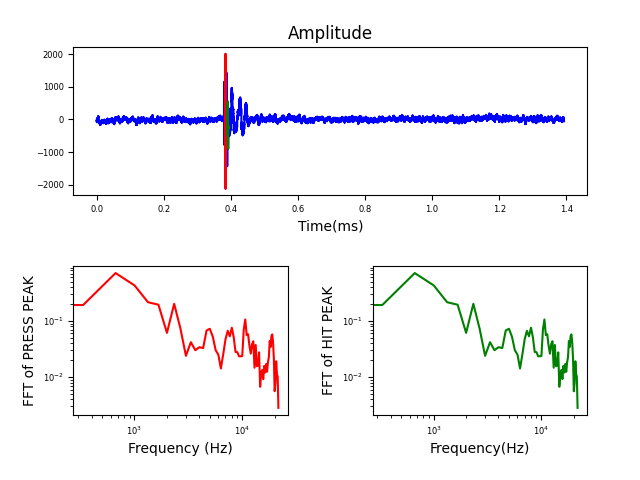 Amplitude
2000
1000
0
−1000
−2000
0.0 0.2 0.4 0.6 0.8 1.0 1.2 1.4
Time(ms)
FFT of PRESS PEAK
10⁻¹
10⁻²
10³ 10⁴
Frequency (Hz)
FFT of HIT PEAK
10⁻¹
10⁻²
10³ 10⁴
Frequency(Hz)